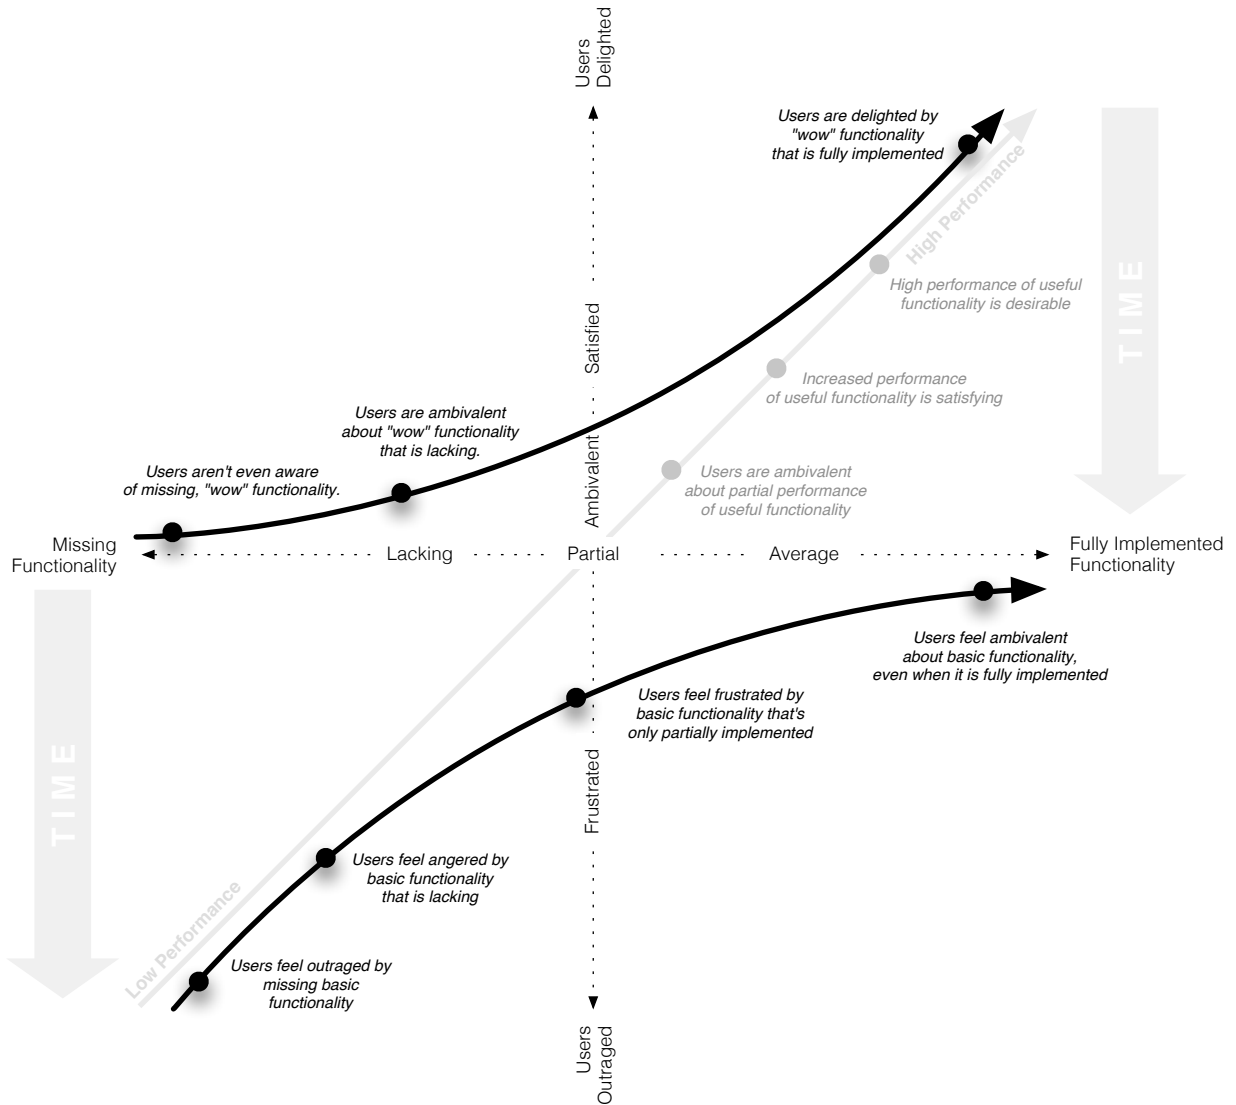 Users
Delighted
Users are delighted by
"wow" functionality
that is fully implemented
High Performance
TIME
High performance of useful
functionality is desirable
Satisfied
Increased performance
of useful functionality is satisfying
Users are ambivalent
about "wow" functionality
that is lacking.
Ambivalent
Users aren't even aware
of missing, "wow" functionality.
Users are ambivalent
about partial performance
of useful functionality
Missing
Functionality
Lacking
Partial
Average
Fully Implemented
Functionality
Users feel ambivalent
about basic functionality,
even when it is fully implemented
Users feel frustrated by
basic functionality that's
only partially implemented
TIME
Frustrated
Users feel angered by
basic functionality
that is lacking
Low Performance
Users feel outraged by
missing basic
functionality
Users
Outraged